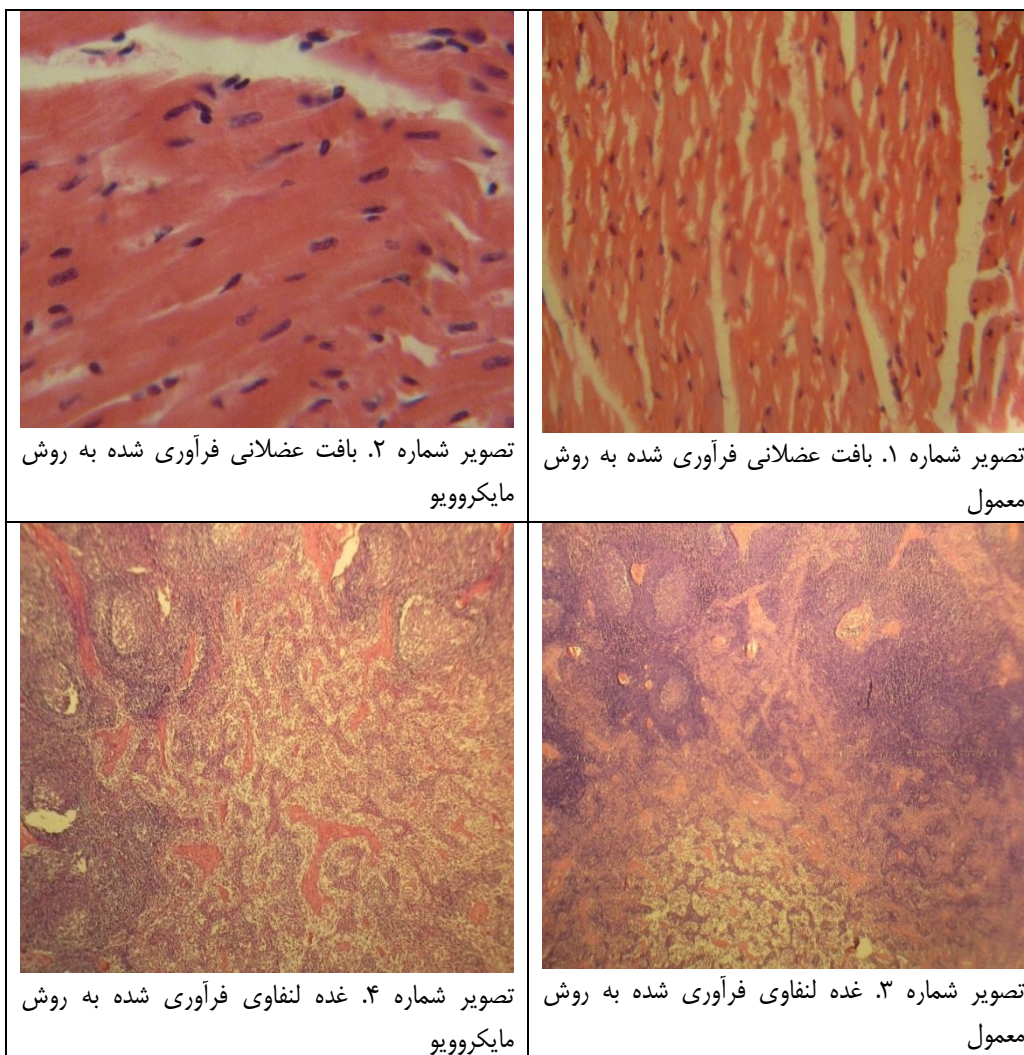 تصویر شماره ۱. بافت عضلانی فرآوری شده به روش
معمول
تصویر شماره ۲. بافت عضلانی فرآوری شده به روش
مایکروویو
تصویر شماره ۳. غده لنفاوی فرآوری شده به روش
معمول
تصویر شماره ۴. غده لنفاوی فرآوری شده به روش
مایکروویو